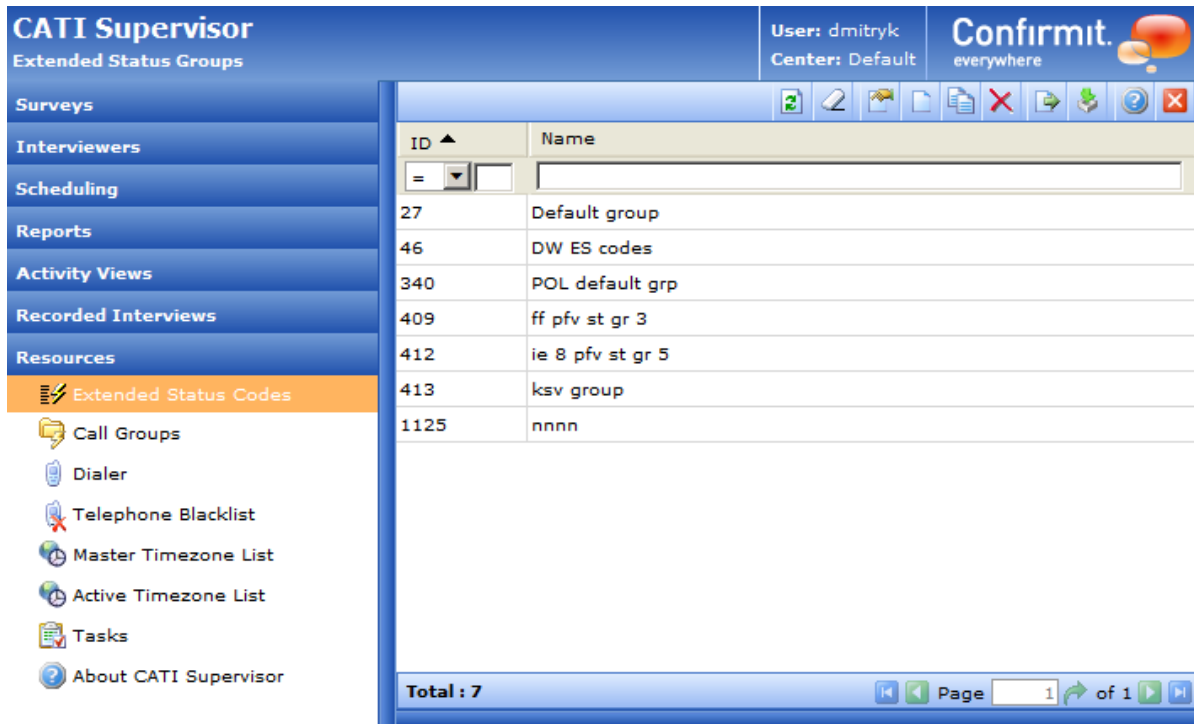 CATI Supervisor
Extended Status Groups
User: dmitryk
Center: Default
Confirmit.
everywhere
Surveys
Interviewers
Scheduling
Reports
Activity Views
Recorded Interviews
Resources
Extended Status Codes
Call Groups
Dialer
Telephone Blacklist
Master Timezone List
Active Timezone List
Tasks
About CATI Supervisor
ID Name
=
27 Default group
46 DW ES codes
340 POL default grp
409 ff pfv st gr 3
412 ie 8 pfv st gr 5
413 ksv group
1125 nnnn
Total : 7 Page 1 of 1